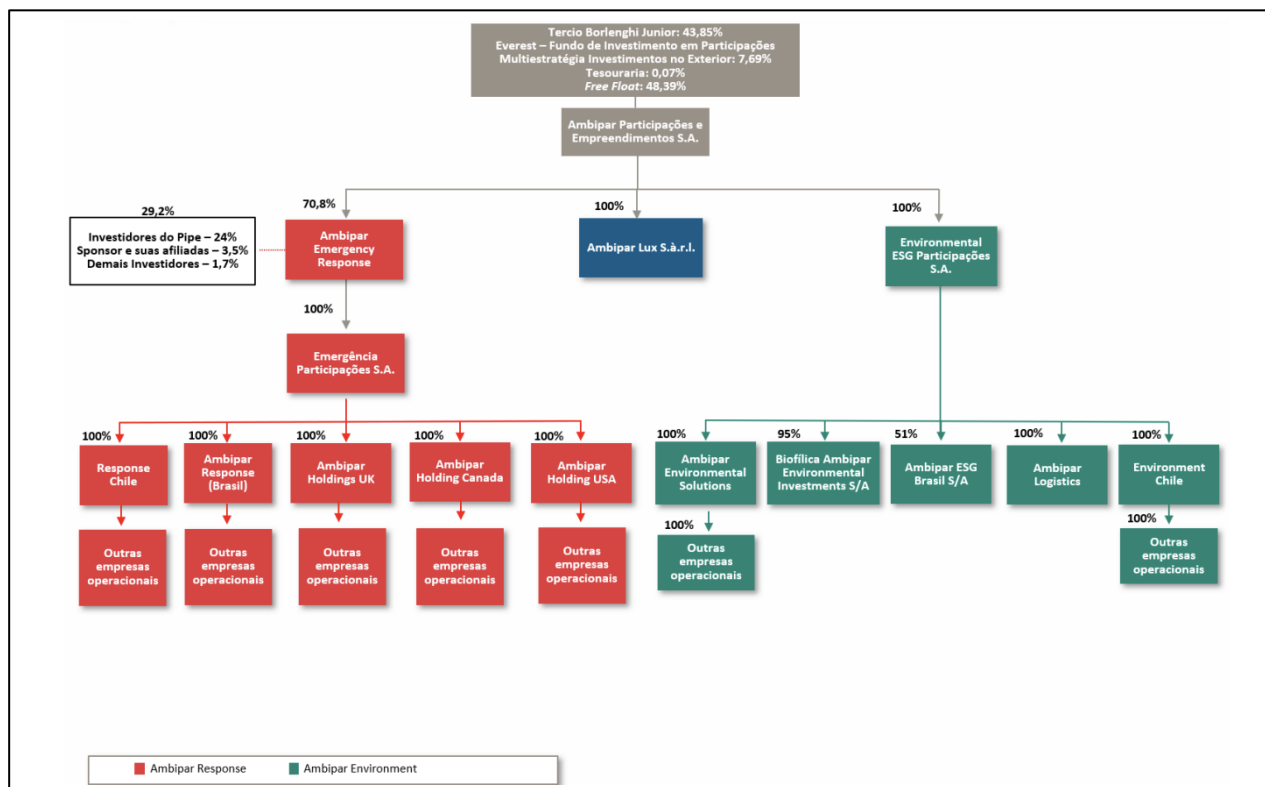 Tercio Borlenghi Junior: 43,85%
Everest – Fundo de Investimento em Participações
Multiestratégia Investimentos no Exterior: 7,69%
Tesouraria: 0,07%
Free Float: 48,39%
Ambipar Participações e
Empreendimentos S.A.
29,2%
Investidores do Pipe – 24%
Sponsor e suas afiliadas – 3,5%
Demais Investidores – 1,7%
70,8%
Ambipar
Emergency
Response
100%
Ambipar Lux S.à.r.l.
100%
Environmental
ESG Participações
S.A.
100%
Emergência
Participações S.A.
100%
Response
Chile
100%
Ambipar
Response
(Brasil)
100%
Ambipar
Holdings UK
100%
Ambipar
Holding Canada
100%
Ambipar
Holding USA
100%
Ambipar
Environmental
Solutions
95%
Biofílica Ambipar
Environmental
Investments S/A
51%
Ambipar ESG
Brasil S/A
100%
Ambipar
Logistics
100%
Environment
Chile
Outras
empresas
operacionais
Outras
empresas
operacionais
Outras
empresas
operacionais
Outras
empresas
operacionais
Outras
empresas
operacionais
100%
Outras
empresas
operacionais
100%
Outras
empresas
operacionais
Ambipar Response
Ambipar Environment